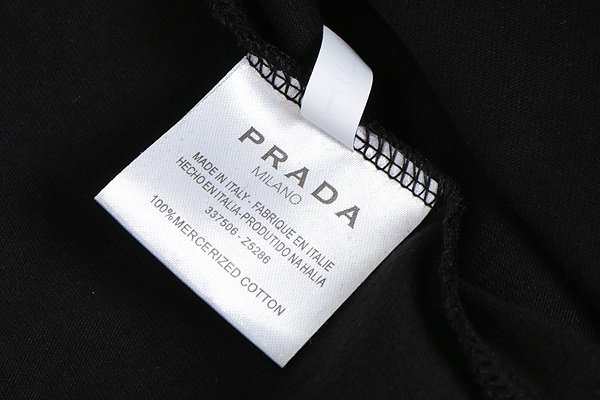 PRADA
MILANO
MADE IN ITALY - FABRIQUE EN ITALIE
HECHO EN ITALIA-PRODUTIDO NA HALIA
337506 - Z5286
100% MERCERIZED COTTON